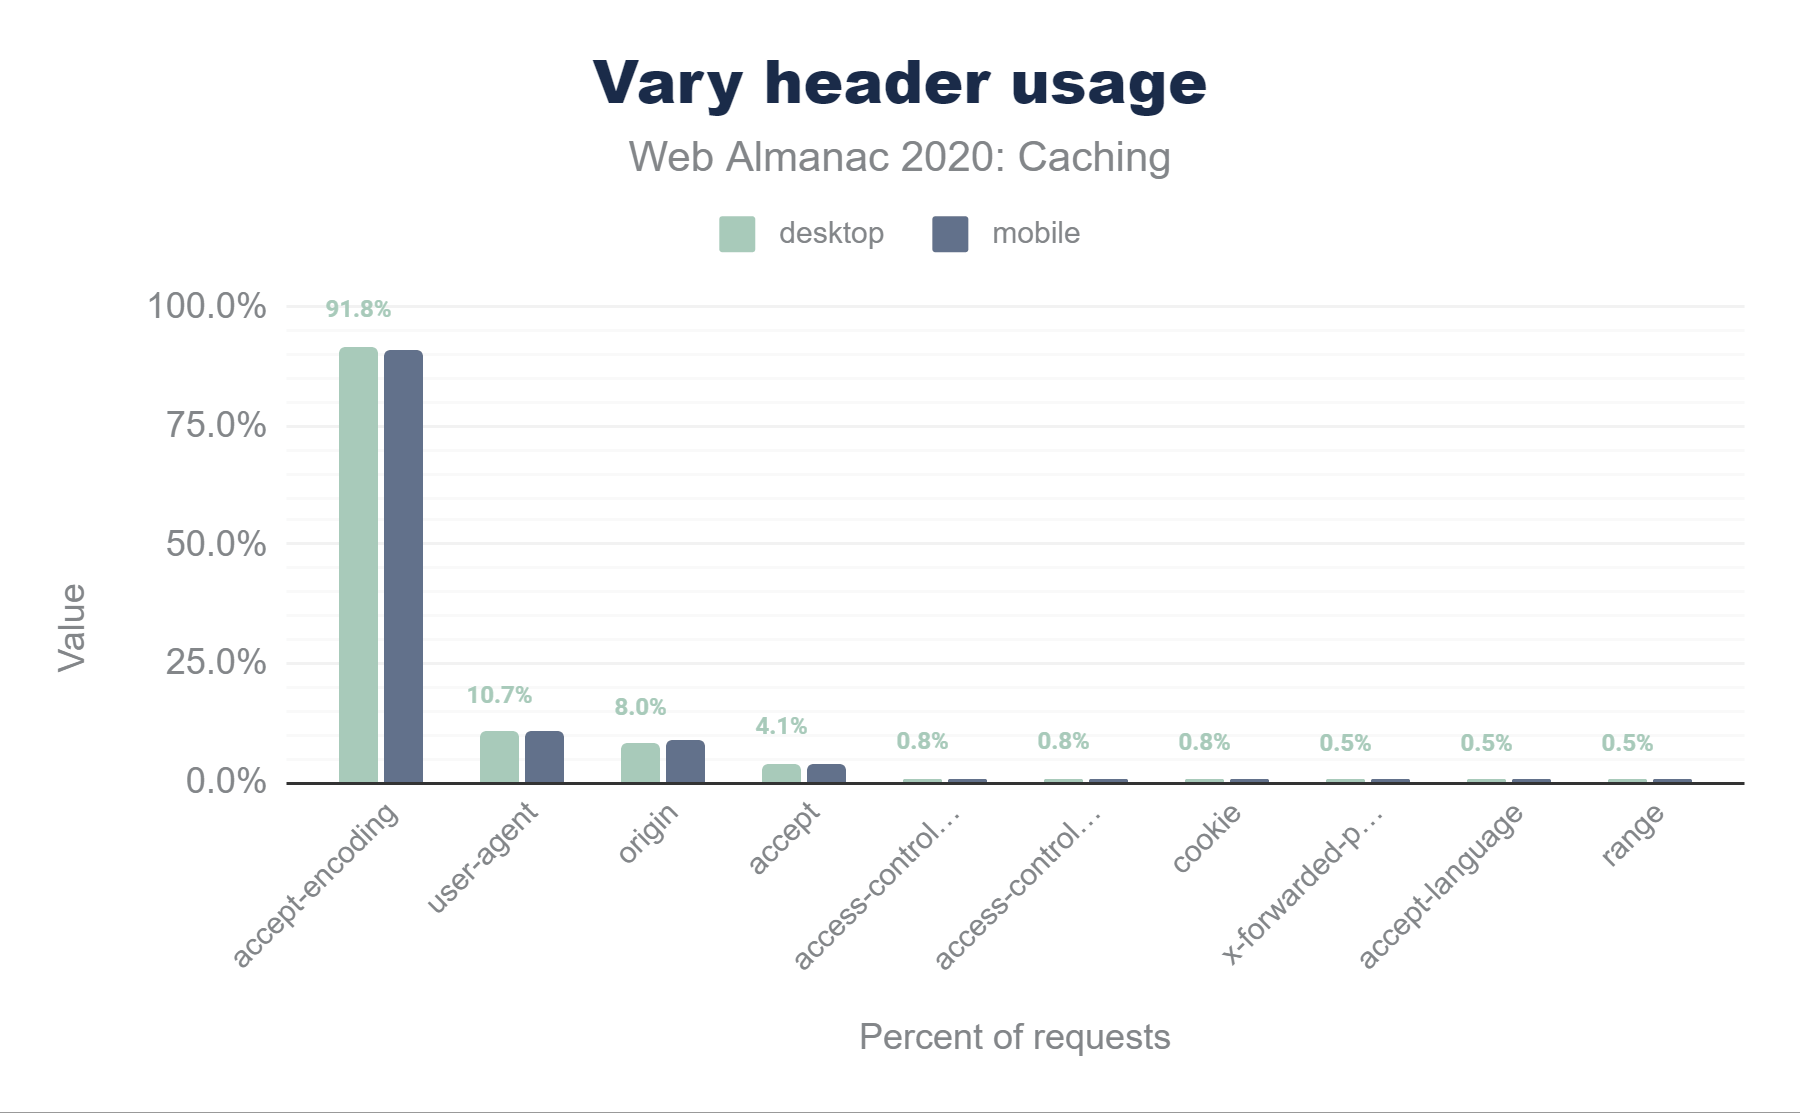 Vary header usage
Web Almanac 2020: Caching
desktop
mobile
100.0%
75.0%
50.0%
25.0%
0.0%
Value
91.8%
10.7%
8.0%
4.1%
0.8%
0.8%
0.8%
0.5%
0.5%
0.5%
accept-encoding
user-agent
origin
accept
access-control…
access-control…
cookie
x-forwarded-p…
accept-language
range
Percent of requests